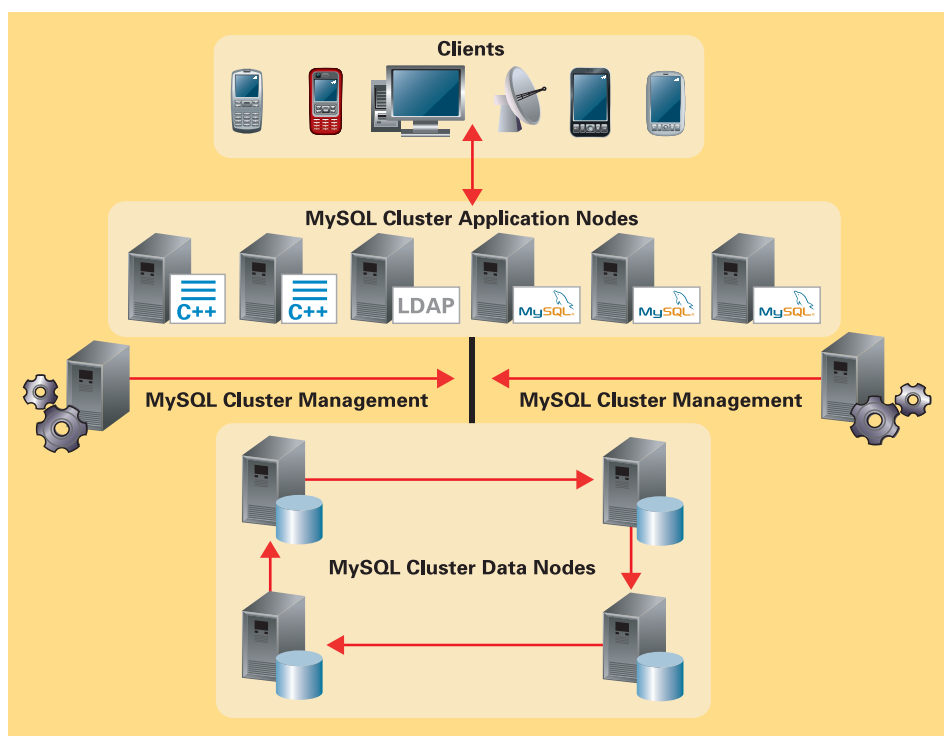 Clients
MySQL Cluster Application Nodes
C++
C++
LDAP
MySQL
MySQL
MySQL
MySQL Cluster Management
MySQL Cluster Management
MySQL Cluster Data Nodes